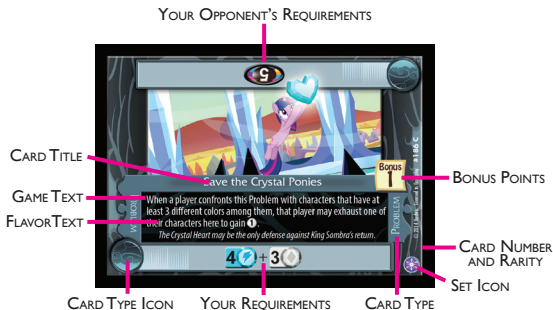 YOUR OPPONENT'S REQUIREMENTS
5
CARD TITLE
Save the Crystal Ponies
Bonus
1
BONUS POINTS
#186 C
GAME TEXT
FLAVOR TEXT
PROBLEM
When a player confronts this Problem with characters that have at
least 3 different colors among them, that player may exhaust one of
their characters here to gain 1.
The Crystal Heart may be the only defense against King Sombra's return.
PROBLEM
CARD NUMBER
AND RARITY
4 + 3
SET ICON
CARD TYPE ICON
YOUR REQUIREMENTS
CARD TYPE